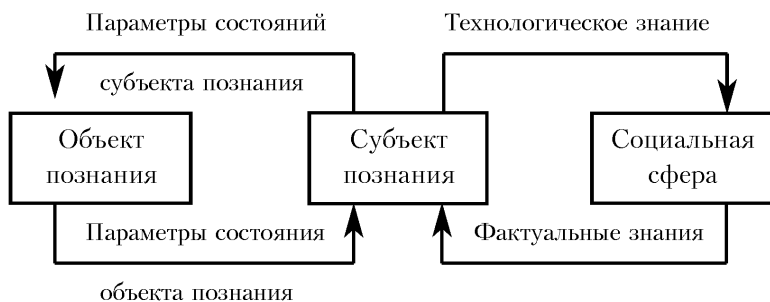 Параметры состояний
субъекта познания
Технологическое знание
Объект
познания
Субъект
познания
Социальная
сфера
Параметры состояния
объекта познания
Фактуальные знания